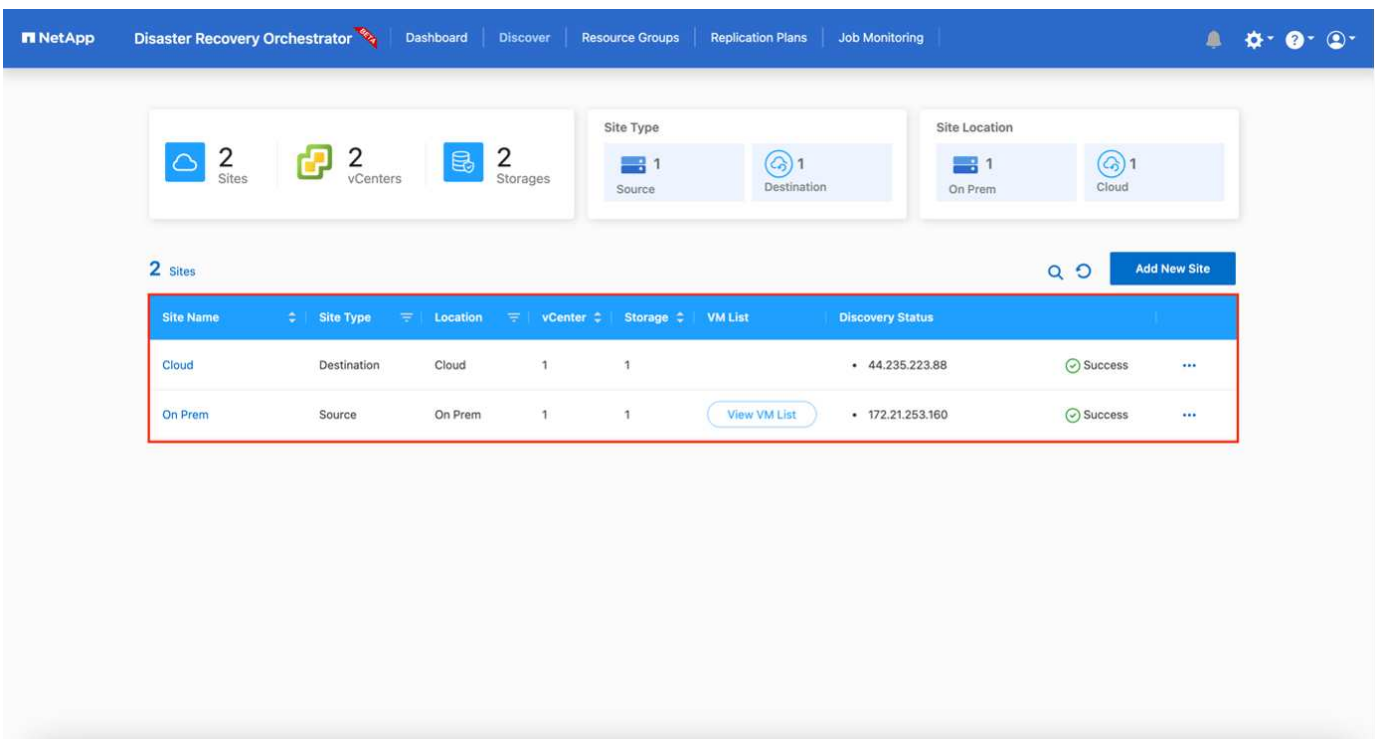 NetApp Disaster Recovery Orchestrator BETA Dashboard Discover Resource Groups Replication Plans Job Monitoring
2 Sites
2 vCenters
2 Storages
Site Type
1 Source
1 Destination
Site Location
1 On Prem
1 Cloud
2 Sites
Add New Site
Site Name Site Type Location vCenter Storage VM List Discovery Status
Cloud Destination Cloud 1 1 • 44.235.223.88 Success ...
On Prem Source On Prem 1 1 View VM List • 172.21.253.160 Success ...